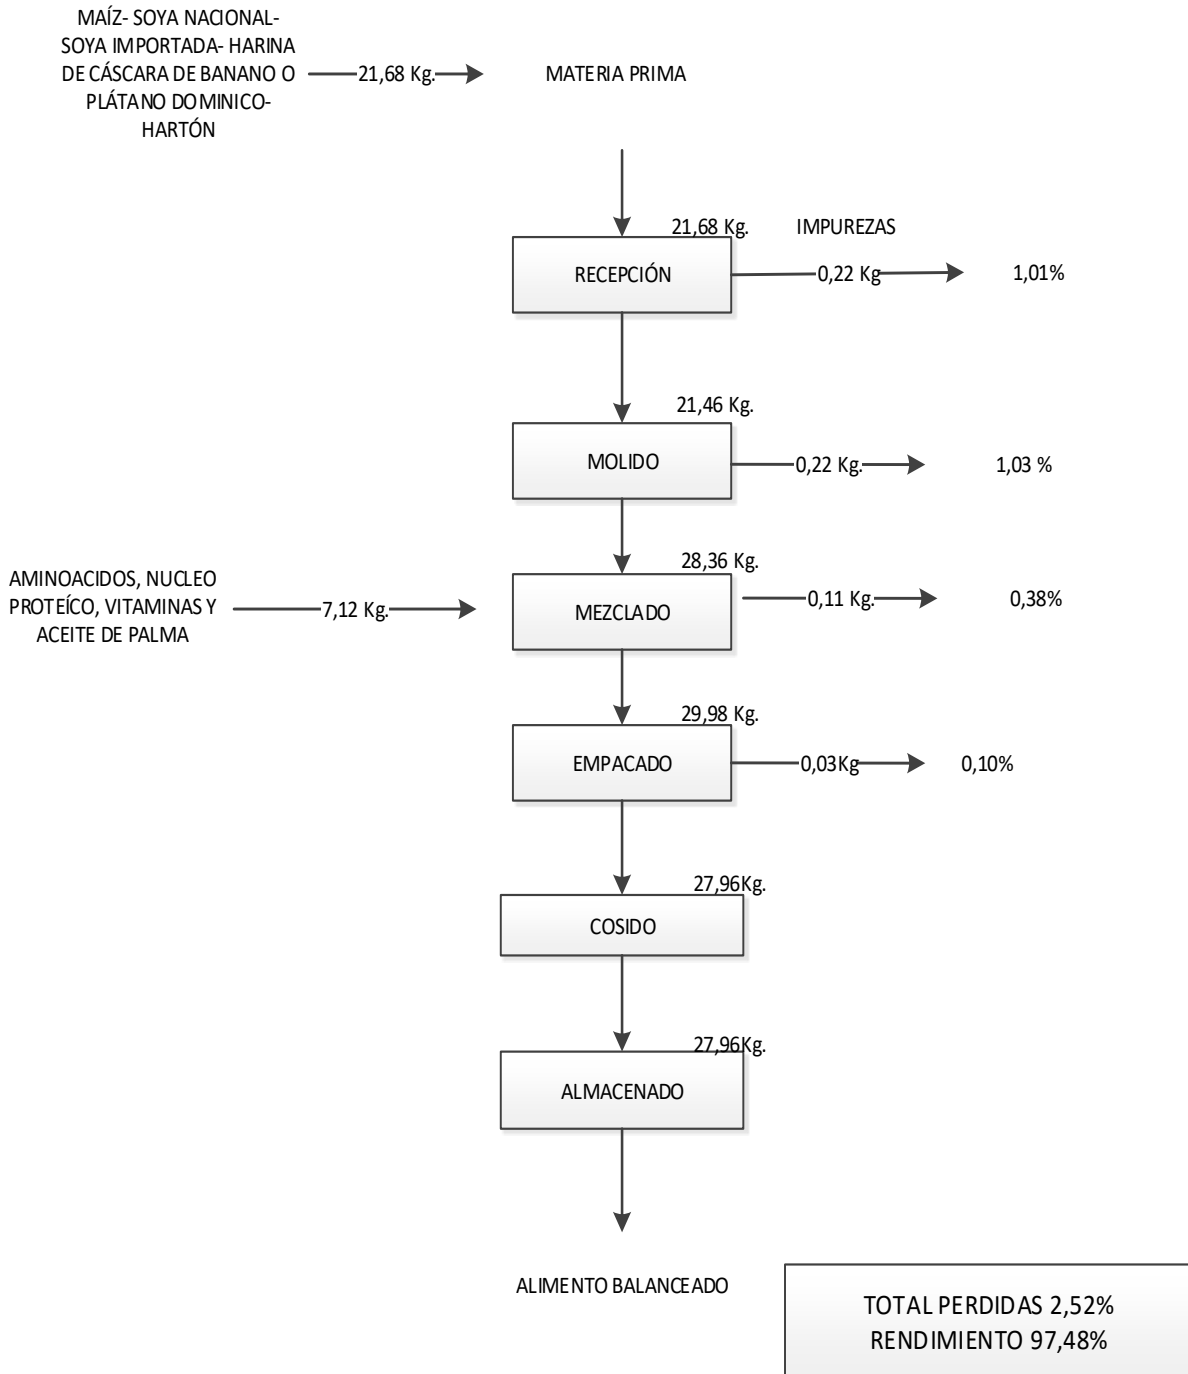 MAÍZ- SOYA NACIONAL-
SOYA IMPORTADA- HARINA
DE CÁSCARA DE BANANO O
PLÁTANO DOMINICO-
HARTÓN
21,68 Kg.
MATERIA PRIMA
21,68 Kg.
IMPUREZAS
RECEPCIÓN
0,22 Kg
1,01%
21,46 Kg.
MOLIDO
0,22 Kg.
1,03 %
AMINOACIDOS, NUCLEO
PROTEÍCO, VITAMINAS Y
ACEITE DE PALMA
7,12 Kg.
28,36 Kg.
MEZCLADO
0,11 Kg.
0,38%
29,98 Kg.
EMPACADO
0,03Kg
0,10%
27,96Kg.
COSIDO
27,96Kg.
ALMACENADO
ALIMENTO BALANCEADO
TOTAL PERDIDAS 2,52%
RENDIMIENTO 97,48%